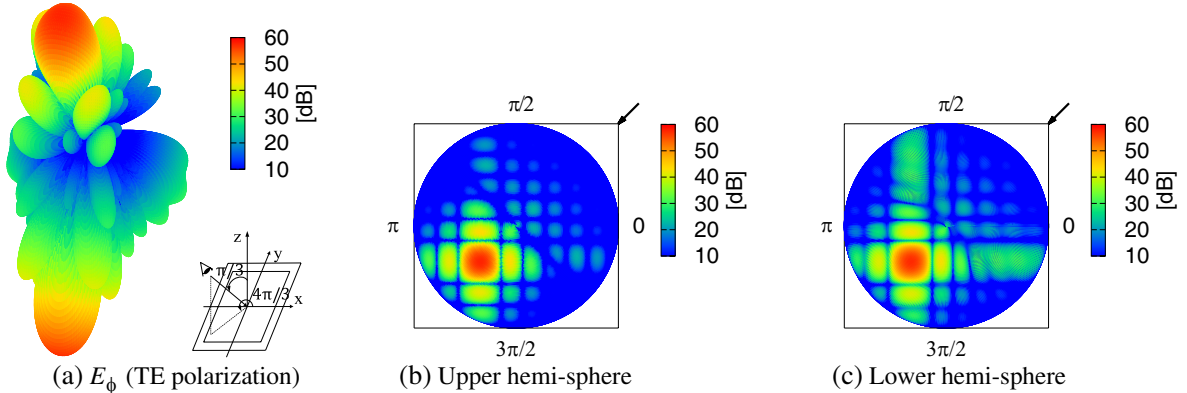 60
50
40
30
20
10
[dB]
z
y
x
π/3
4π/3
(a) Eϕ (TE polarization)
π/2
π
0
3π/2
60
50
40
30
20
10
[dB]
(b) Upper hemi-sphere
π/2
π
0
3π/2
60
50
40
30
20
10
[dB]
(c) Lower hemi-sphere